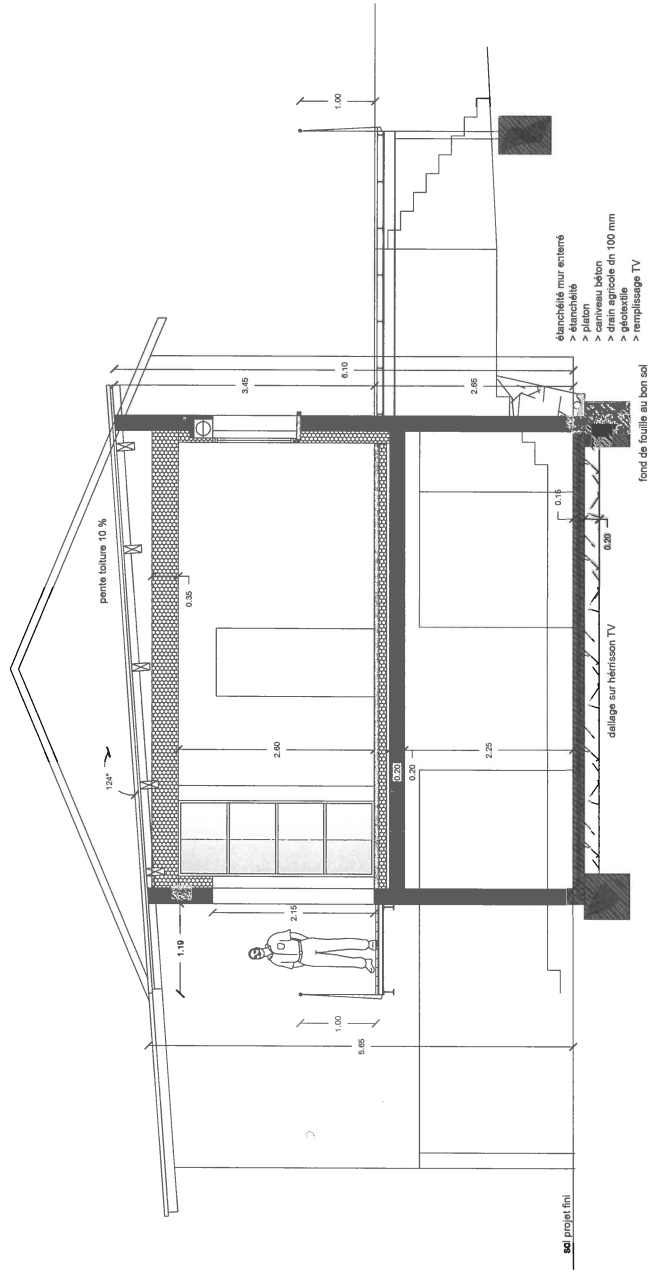 pente toiture 10 %
124°
0.35
3.45
6.10
2.60
2.65
1.00
1.19
2.15
1.00
5.65
0.20
0.20
2.25
0.15
0.20
étanchéité mur enterré
> étanchéité
> platon
> caniveau béton
> drain agricole dn 100 mm
> géotextile
> remplissage TV
fond de fouille au bon sol
dallage sur hérrisson TV
sol projet fini